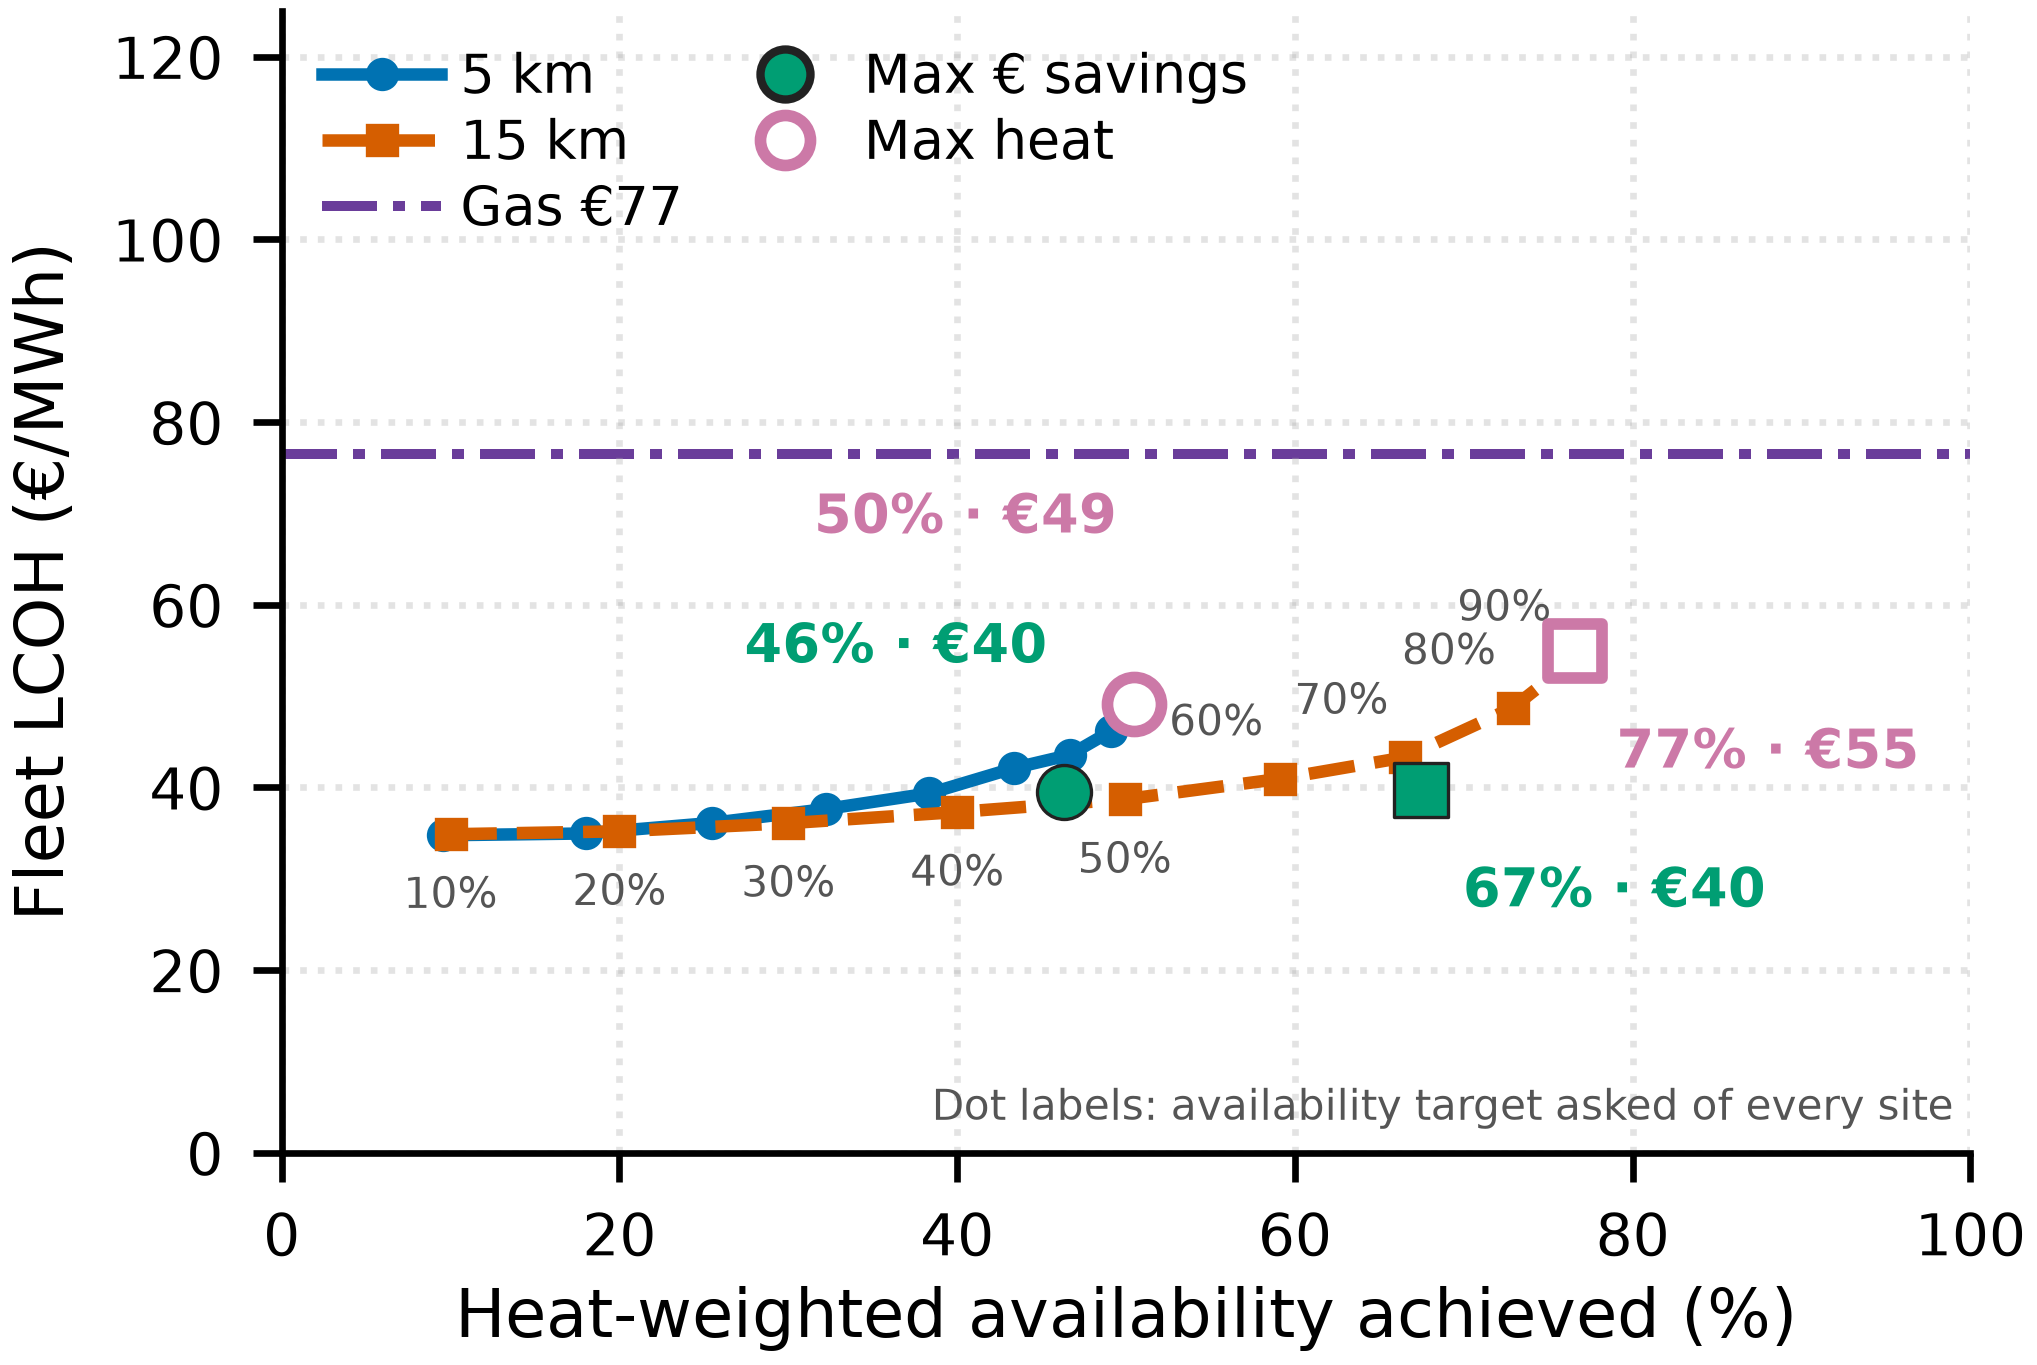 5 km
15 km
Gas €77
Max € savings
Max heat
120
100
80
60
40
20
0
Fleet LCOH (€/MWh)
50% · €49
46% · €40
90%
80%
70%
60%
77% · €55
50%
40%
30%
20%
10%
67% · €40
Dot labels: availability target asked of every site
0
20
40
60
80
100
Heat-weighted availability achieved (%)